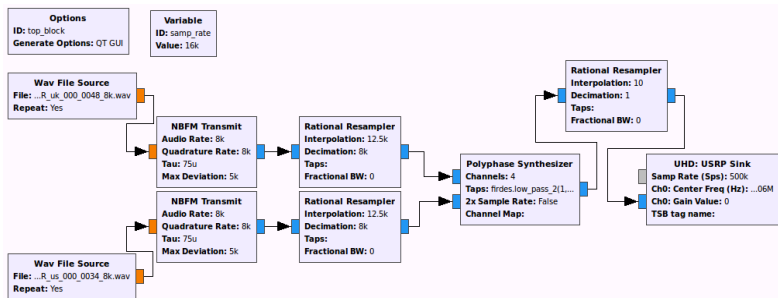 Options
ID: top_block
Generate Options: QT GUI
Variable
ID: samp_rate
Value: 16k
Wav File Source
File: ...R_uk_000_0048_8k.wav
Repeat: Yes
NBFM Transmit
Audio Rate: 8k
Quadrature Rate: 8k
Tau: 75u
Max Deviation: 5k
Rational Resampler
Interpolation: 12.5k
Decimation: 8k
Taps:
Fractional BW: 0
Rational Resampler
Interpolation: 10
Decimation: 1
Taps:
Fractional BW: 0
Polyphase Synthesizer
Channels: 4
Taps: firdes.low_pass_2(1,...
2x Sample Rate: False
Channel Map:
UHD: USRP Sink
Samp Rate (Sps): 500k
Ch0: Center Freq (Hz): ...06M
Ch0: Gain Value: 0
TSB tag name:
NBFM Transmit
Audio Rate: 8k
Quadrature Rate: 8k
Tau: 75u
Max Deviation: 5k
Rational Resampler
Interpolation: 12.5k
Decimation: 8k
Taps:
Fractional BW: 0
Wav File Source
File: ...R_us_000_0034_8k.wav
Repeat: Yes